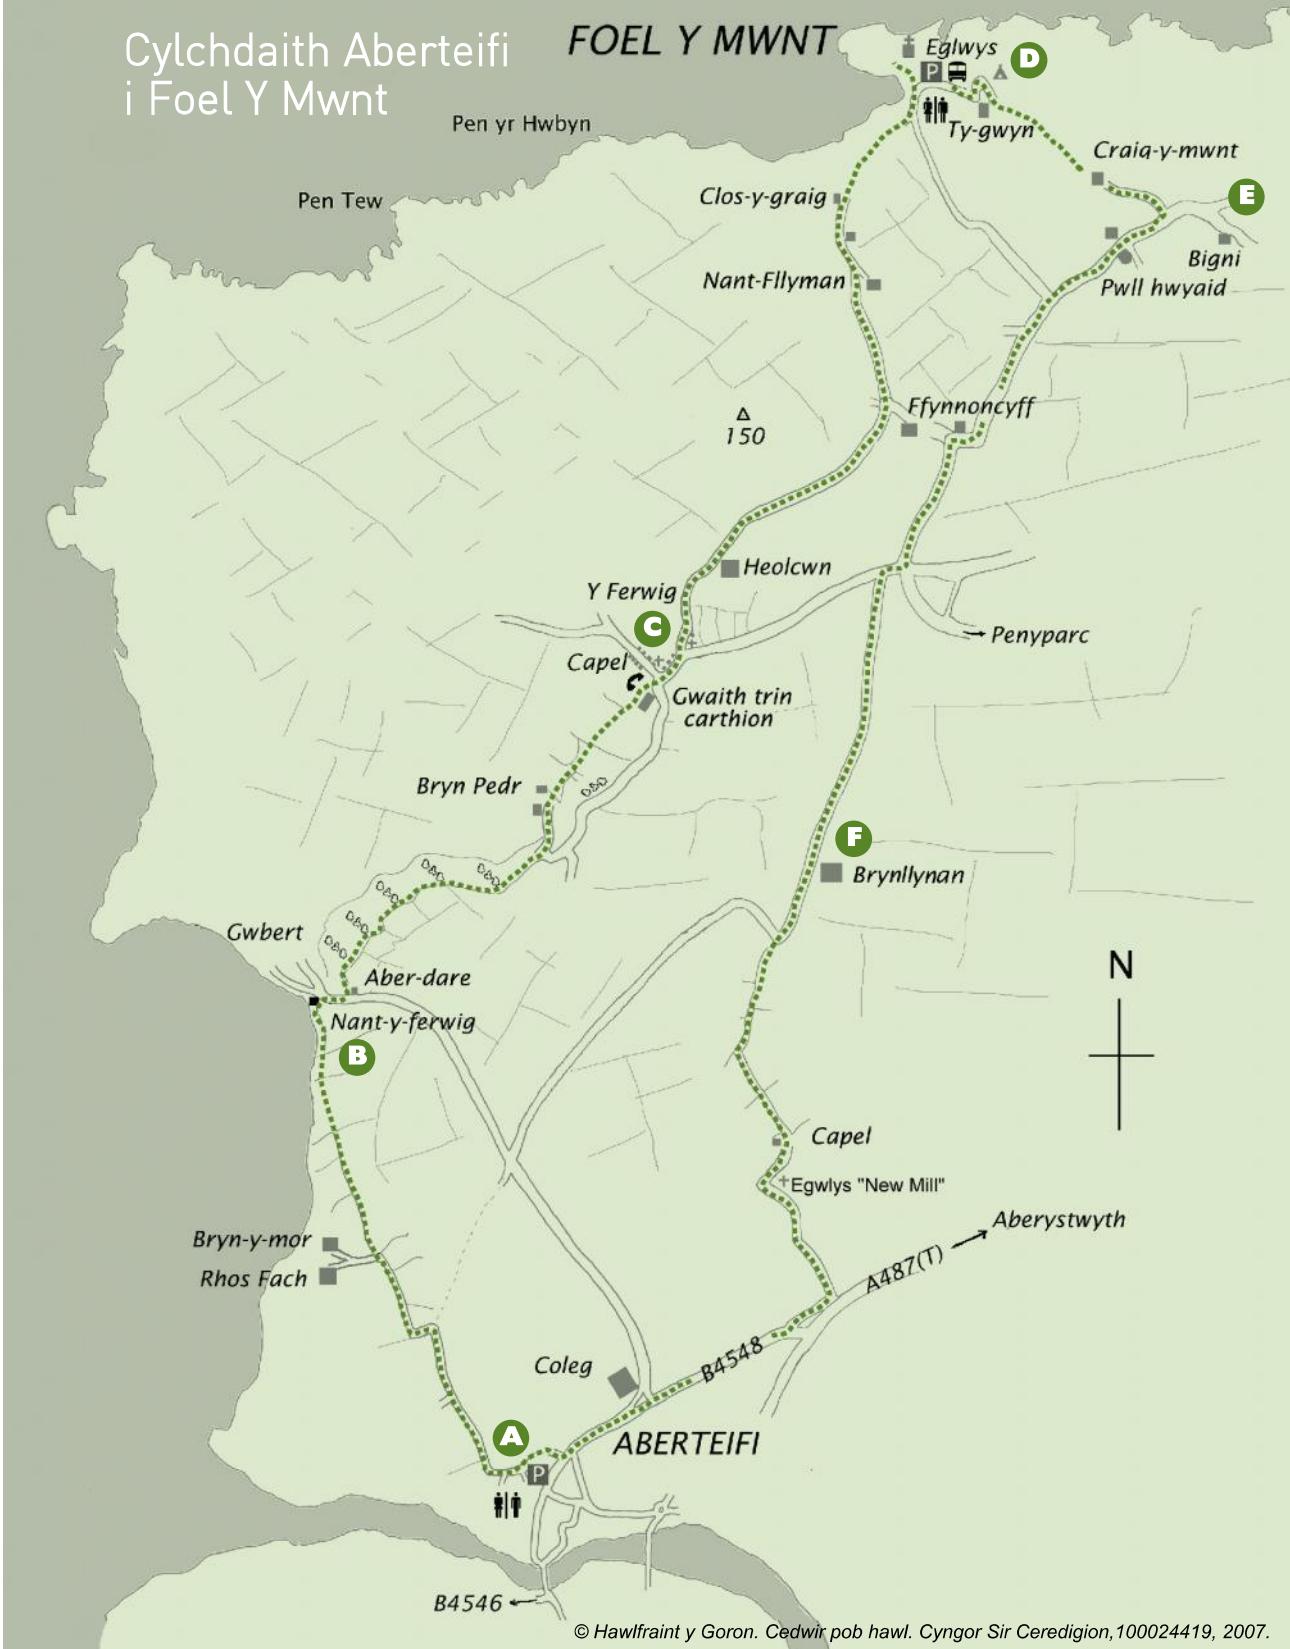 Cylchdaith Aberteifi
i Foel Y Mwnt
FOEL Y MWNT
Eglwys
D
P
Pen yr Hwbyn
Ty-gwyn
Craia-y-mwnt
Pen Tew
Clos-y-graig
E
Bigni
Nant-Fllyman
Pwll hwyaid
Ffynnoncyff
150
Heolcwn
Y Ferwig
C
Penyparc
Capel
Gwaith trin
carthion
Bryn Pedr
F
Brynllynan
Gwbert
N
Aber-dare
Nant-y-ferwig
B
Capel
Egwlys "New Mill"
Aberystwyth
Bryn-y-mor
Rhos Fach
A487(T)
B4548
Coleg
A
ABERTEIFI
P
B4546
© Hawlfraint y Goron. Cedwir pob hawl. Cyngor Sir Ceredigion,100024419, 2007.